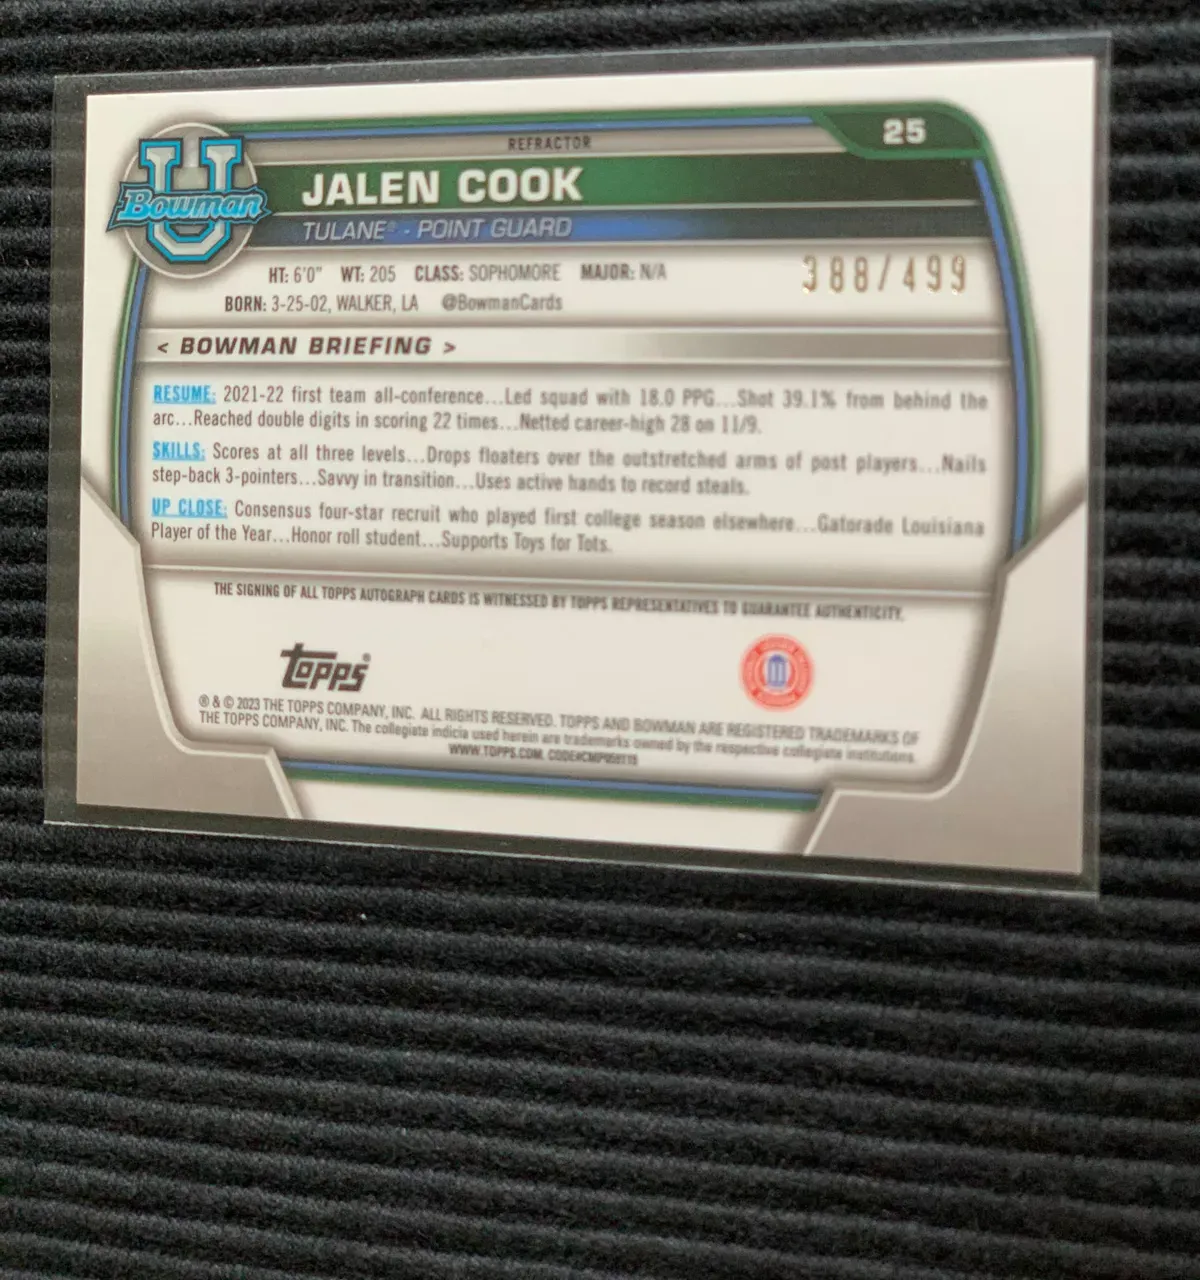 25
REFRACTOR
U
Bowman
JALEN COOK
TULANE® - POINT GUARD
HT: 6'0" WT: 205 CLASS: SOPHOMORE MAJOR: N/A
388/499
BORN: 3-25-02, WALKER, LA @BowmanCards
< BOWMAN BRIEFING >
RESUME: 2021-22 first team all-conference...Led squad with 18.0 PPG...Shot 39.1% from behind the
arc...Reached double digits in scoring 22 times...Netted career-high 28 on 11/9.
SKILLS: Scores at all three levels...Drops floaters over the outstretched arms of post players...Nails
step-back 3-pointers...Savvy in transition...Uses active hands to record steals.
UP CLOSE: Consensus four-star recruit who played first college season elsewhere...Gatorade Louisiana
Player of the Year...Honor roll student...Supports Toys for Tots.
THE SIGNING OF ALL TOPPS AUTOGRAPH CARDS IS WITNESSED BY TOPPS REPRESENTATIVES TO GUARANTEE AUTHENTICITY.
Topps®
® & © 2023 THE TOPPS COMPANY, INC. ALL RIGHTS RESERVED. TOPPS AND BOWMAN ARE REGISTERED TRADEMARKS OF
THE TOPPS COMPANY, INC. The collegiate indicia used herein are trademarks owned by the respective collegiate institutions.
WWW.TOPPS.COM.